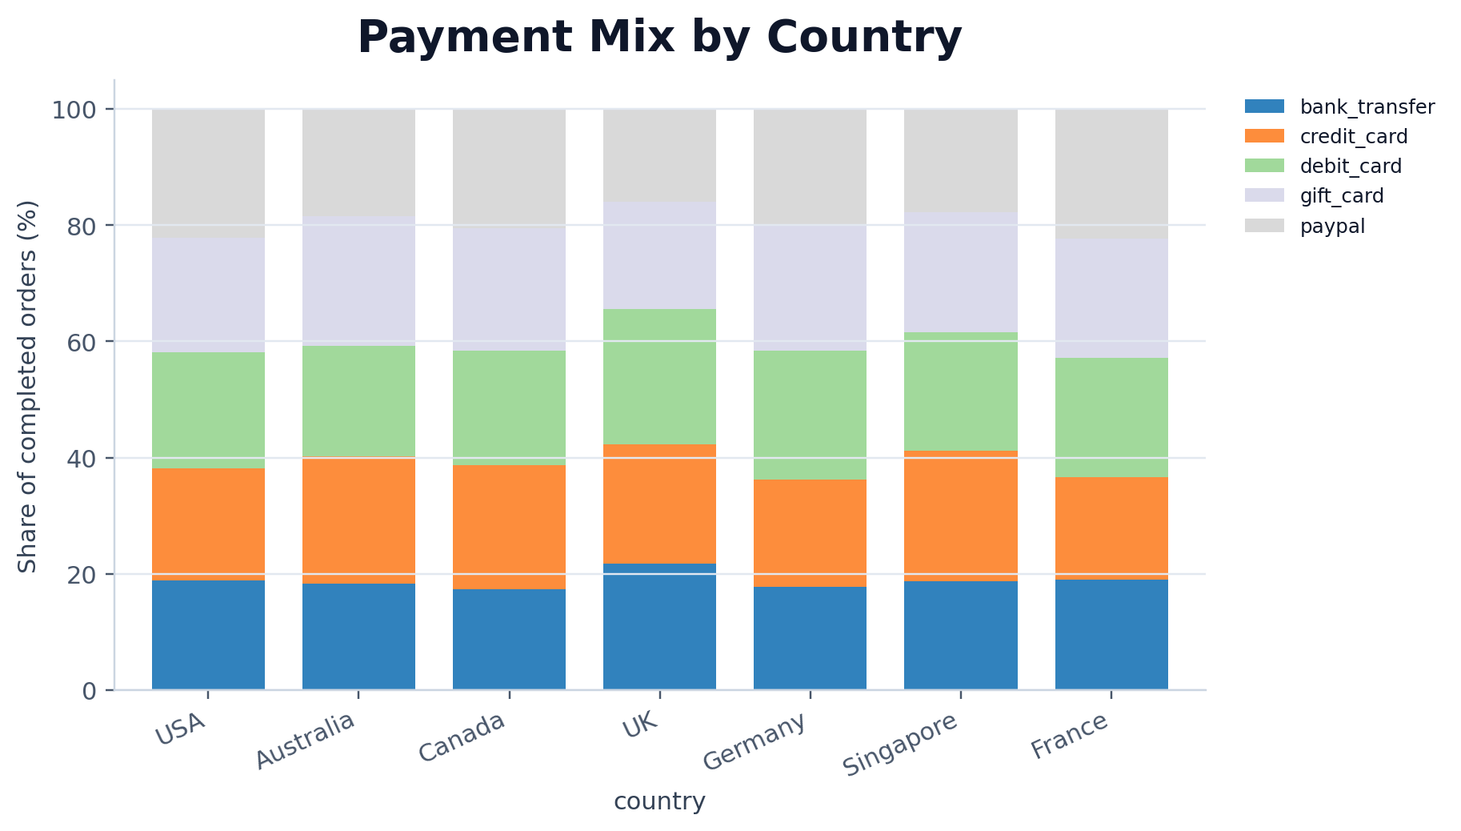 Payment Mix by Country
Share of completed orders (%)
100
80
60
40
20
0
USA
Australia
Canada
UK
Germany
Singapore
France
country
bank_transfer
credit_card
debit_card
gift_card
paypal